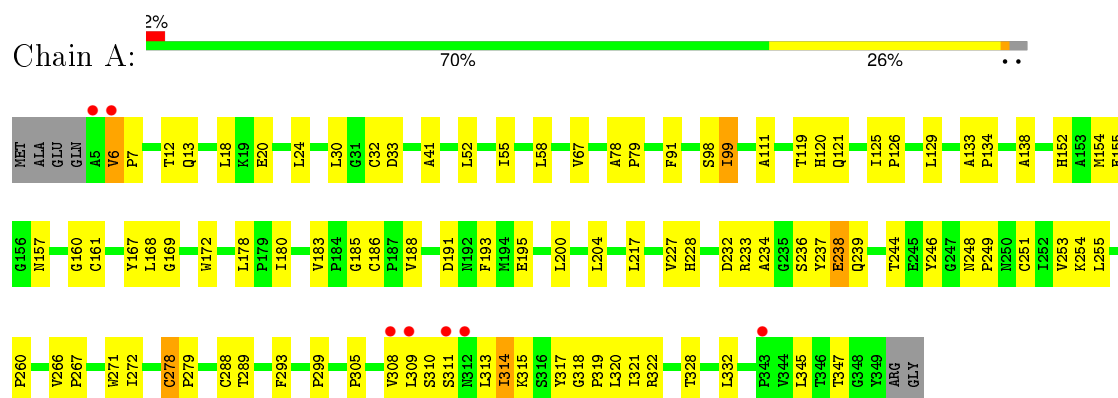 2%
Chain A:
70% 26% • •
MET ALA GLU GLN A5 V6 P7 T12 Q13 L18 K19 E20 L24 L30 G31 G32 D33 A41 L52 I55 L58 V67 A78 P79 F91 S98 I99 A111 T119 H120 Q121 I125 P126 L129 A133 P134 A138 H152 A153 M154 E155
G156 N157 G160 C161 Y167 L168 G169 W172 L178 P179 I180 V183 P184 G185 C186 P187 V188 D191 N192 F193 M194 E195 L200 L204 L217 V227 H228 D232 R233 A234 G235 S236 Y237 E238 Q239 T244 E245 Y246 G247 N248 P249 N250 C251 I252 V253 K254 L255
P260 V266 P267 W271 I272 C278 P279 C288 T289 F293 P299 P305 V308 L309 S310 S311 N312 L313 I314 K315 S316 Y317 G318 P319 L320 I321 R322 T328 L332 P343 V344 L345 T346 T347 G348 Y349 ARG GLY